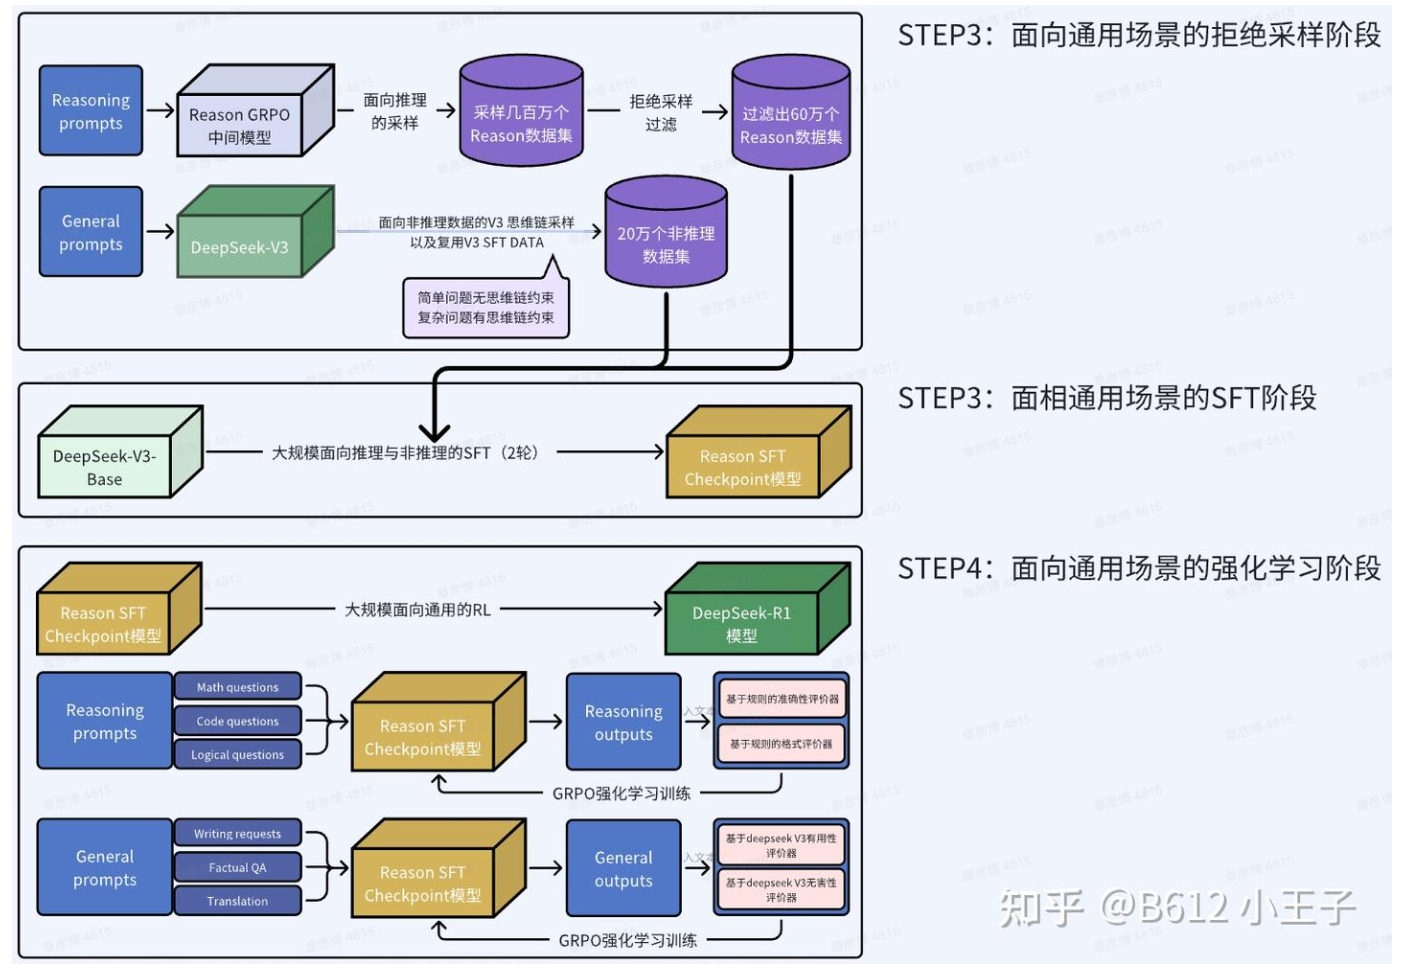 STEP3：面向通用场景的拒绝采样阶段
Reasoning
prompts
Reason GRPO
中间模型
面向推理
的采样
采样几百万个
Reason数据集
拒绝采样
过滤
过滤出60万个
Reason数据集
General
prompts
DeepSeek-V3
面向非推理数据的V3 思维链采样
以及复用V3 SFT DATA
20万个非推理
数据集
简单问题无思维链约束
复杂问题有思维链约束
STEP3：面相通用场景的SFT阶段
DeepSeek-V3-
Base
大规模面向推理与非推理的SFT（2轮）
Reason SFT
Checkpoint模型
STEP4：面向通用场景的强化学习阶段
Reason SFT
Checkpoint模型
大规模面向通用的RL
DeepSeek-R1
模型
Reasoning
prompts
Math questions
Code questions
Logical questions
Reason SFT
Checkpoint模型
Reasoning
outputs
入文本
基于规则的准确性评价器
基于规则的格式评价器
GRPO强化学习训练
General
prompts
Writing requests
Factual QA
Translation
Reason SFT
Checkpoint模型
General
outputs
入文本
基于deepseek V3有用性
评价器
基于deepseek V3无害性
评价器
GRPO强化学习训练
知乎 @B612 小王子